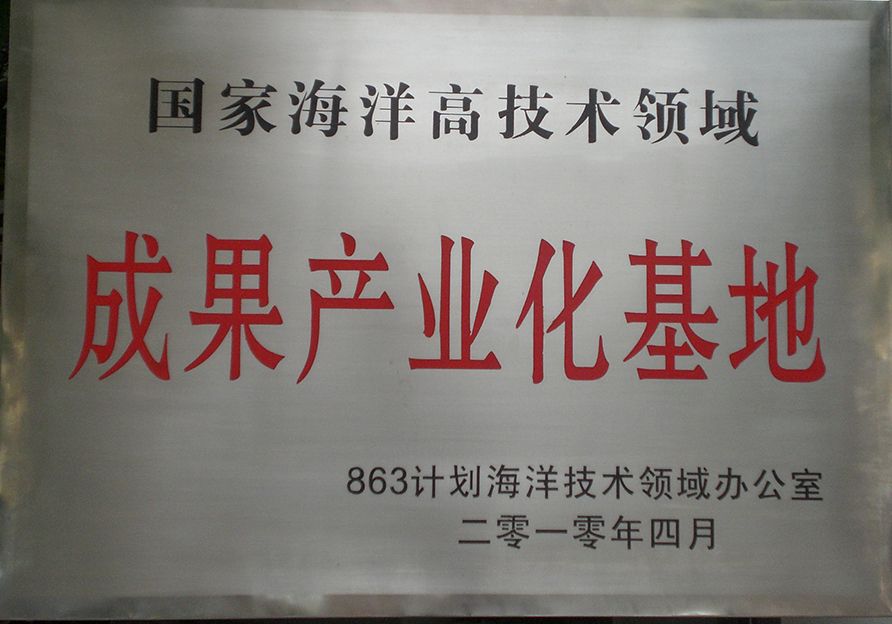 国家海洋高技术领域
成果产业化基地
863计划海洋技术领域办公室
二零一零年四月